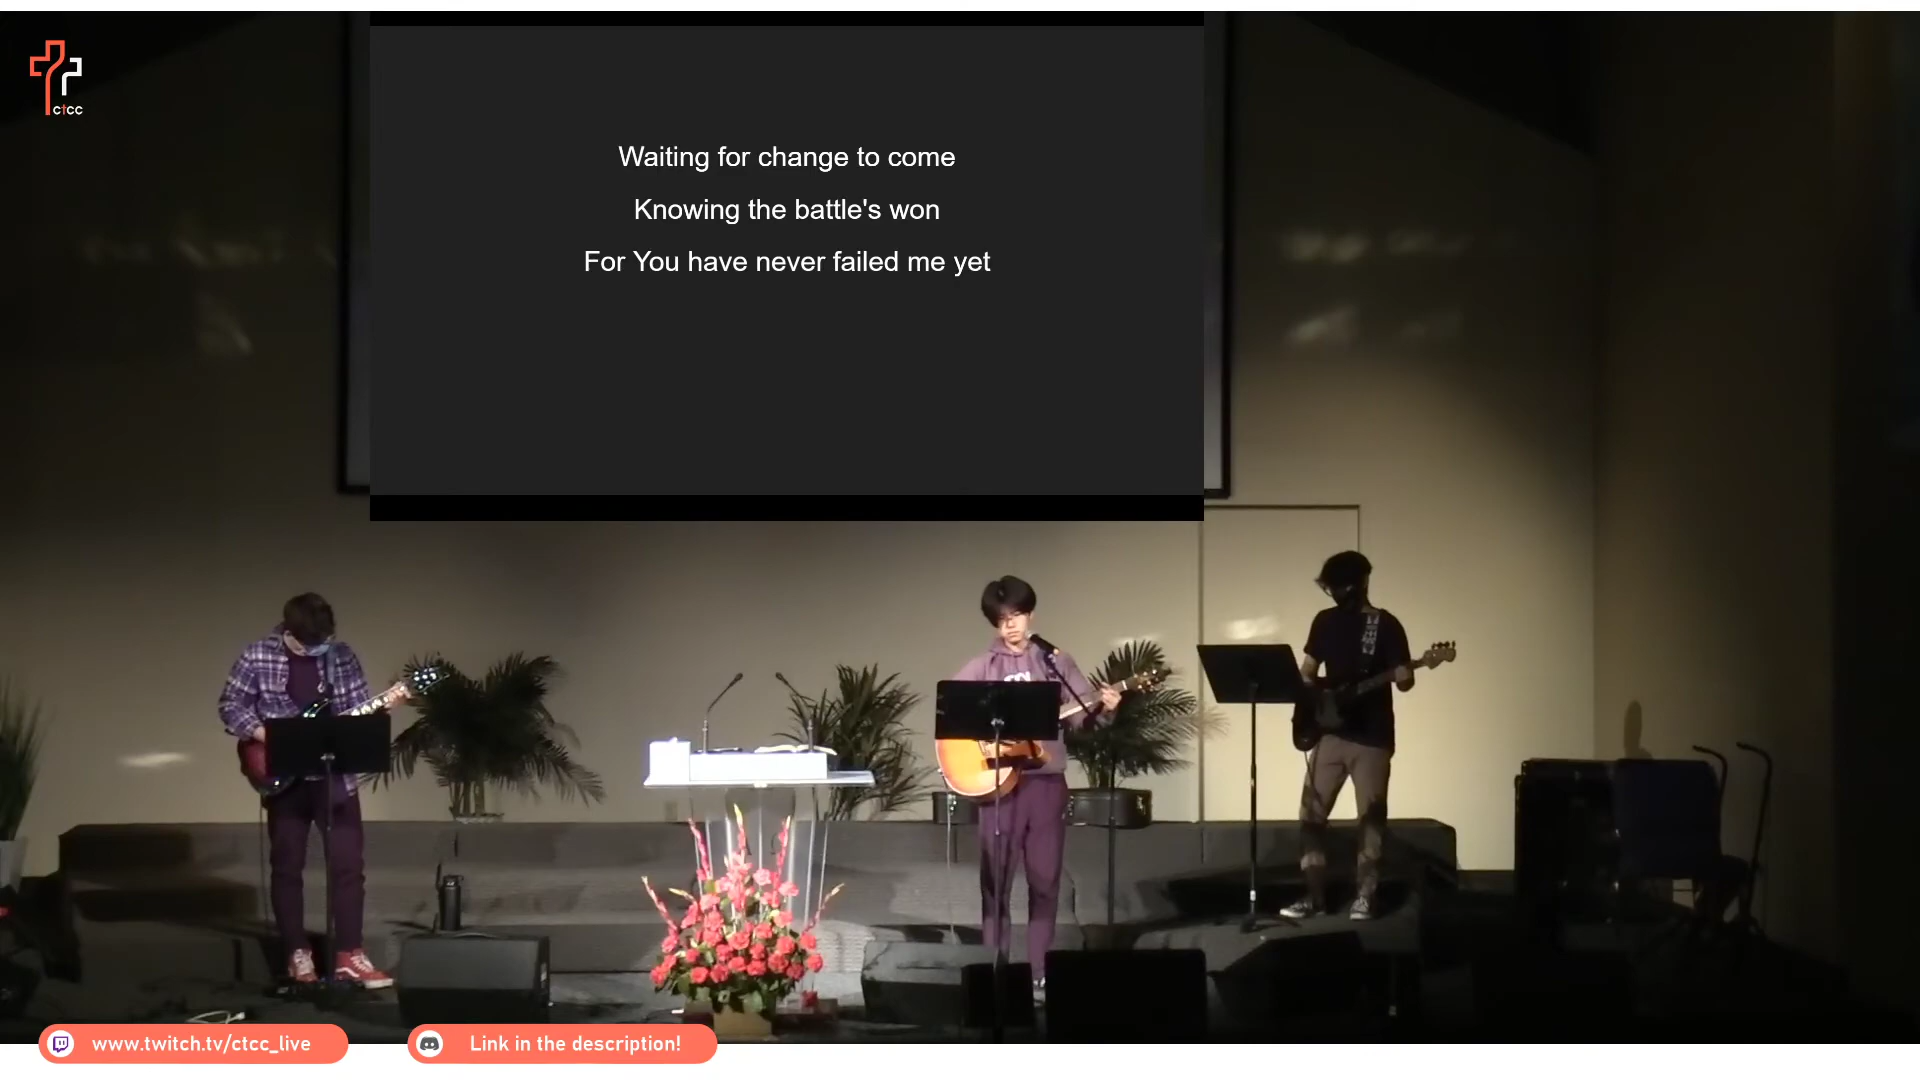 ctcc
Waiting for change to come
Knowing the battle's won
For You have never failed me yet
www.twitch.tv/ctcc_live
Link in the description!